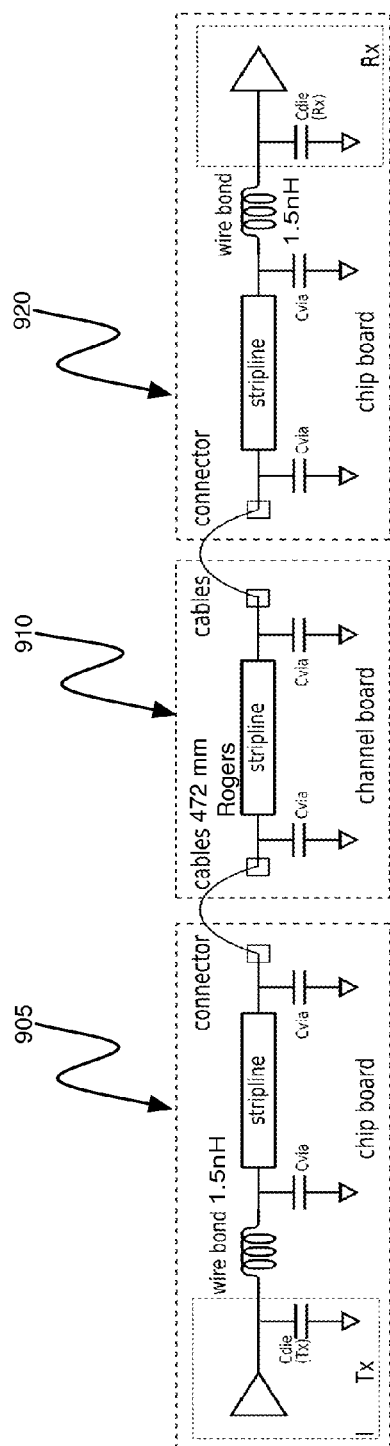 905
910
920
wire bond 1.5nH
connector
cables 472 mm
Rogers
cables
connector
wire bond
1.5nH
stripline
stripline
stripline
Cdie
(Tx)
Cvia
Cvia
Cvia
Cvia
Cvia
Cvia
Cdie
(Rx)
Tx
chip board
channel board
chip board
Rx